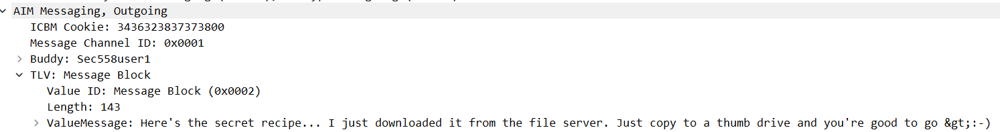 AIM Messaging, Outgoing
ICBM Cookie: 3436323837373800
Message Channel ID: 0x0001
Buddy: Sec558user1
TLV: Message Block
Value ID: Message Block (0x0002)
Length: 143
ValueMessage: Here's the secret recipe... I just downloaded it from the file server. Just copy to a thumb drive and you're good to go &gt;:-)